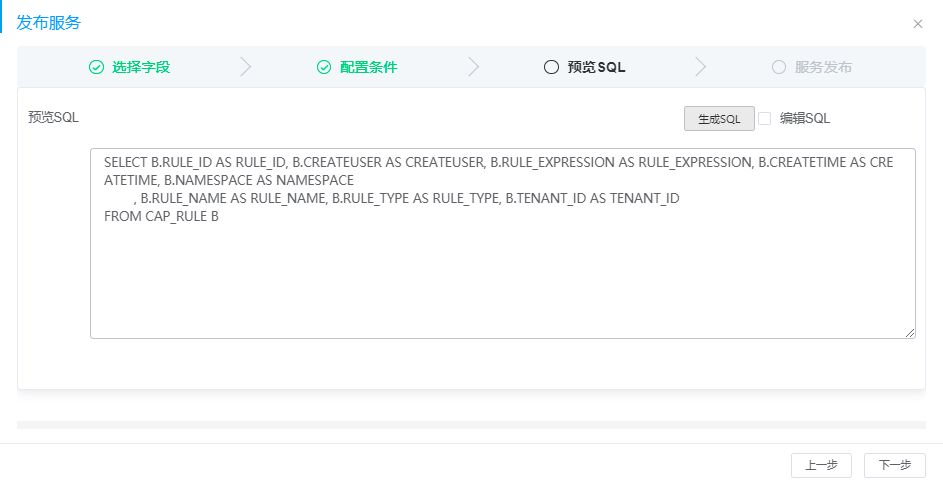 发布服务
选择字段
配置条件
预览SQL
服务发布
预览SQL
生成SQL
编辑SQL
SELECT B.RULE_ID AS RULE_ID, B.CREATEUSER AS CREATEUSER, B.RULE_EXPRESSION AS RULE_EXPRESSION, B.CREATETIME AS CRE
ATETIME, B.NAMESPACE AS NAMESPACE
, B.RULE_NAME AS RULE_NAME, B.RULE_TYPE AS RULE_TYPE, B.TENANT_ID AS TENANT_ID
FROM CAP_RULE B
上一步
下一步